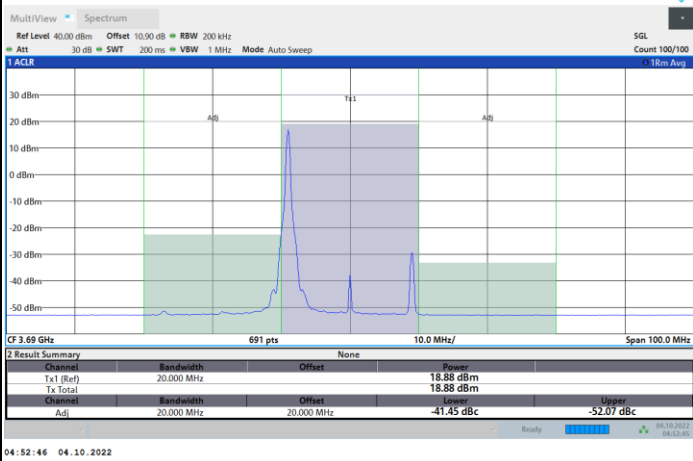 MultiView Spectrum
Ref Level 40.00 dBm Offset 10.90 dB RBW 200 kHz SGL
Att 30 dB SWT 200 ms VBW 1 MHz Mode Auto Sweep Count 100/100
1 ACLR 1Rm Avg
30 dBm
Tx1
20 dBm Adj Adj
10 dBm
0 dBm
-10 dBm
-20 dBm
-30 dBm
-40 dBm
-50 dBm
CF 3.69 GHz 691 pts 10.0 MHz/ Span 100.0 MHz
2 Result Summary None
Channel Bandwidth Offset Power
Tx1 (Ref) 20.000 MHz 18.88 dBm
Tx Total 18.88 dBm
Channel Bandwidth Offset Lower Upper
Adj 20.000 MHz 20.000 MHz -41.45 dBc -52.07 dBc
Ready 04.10.2022
04:52:45
04:52:46 04.10.2022